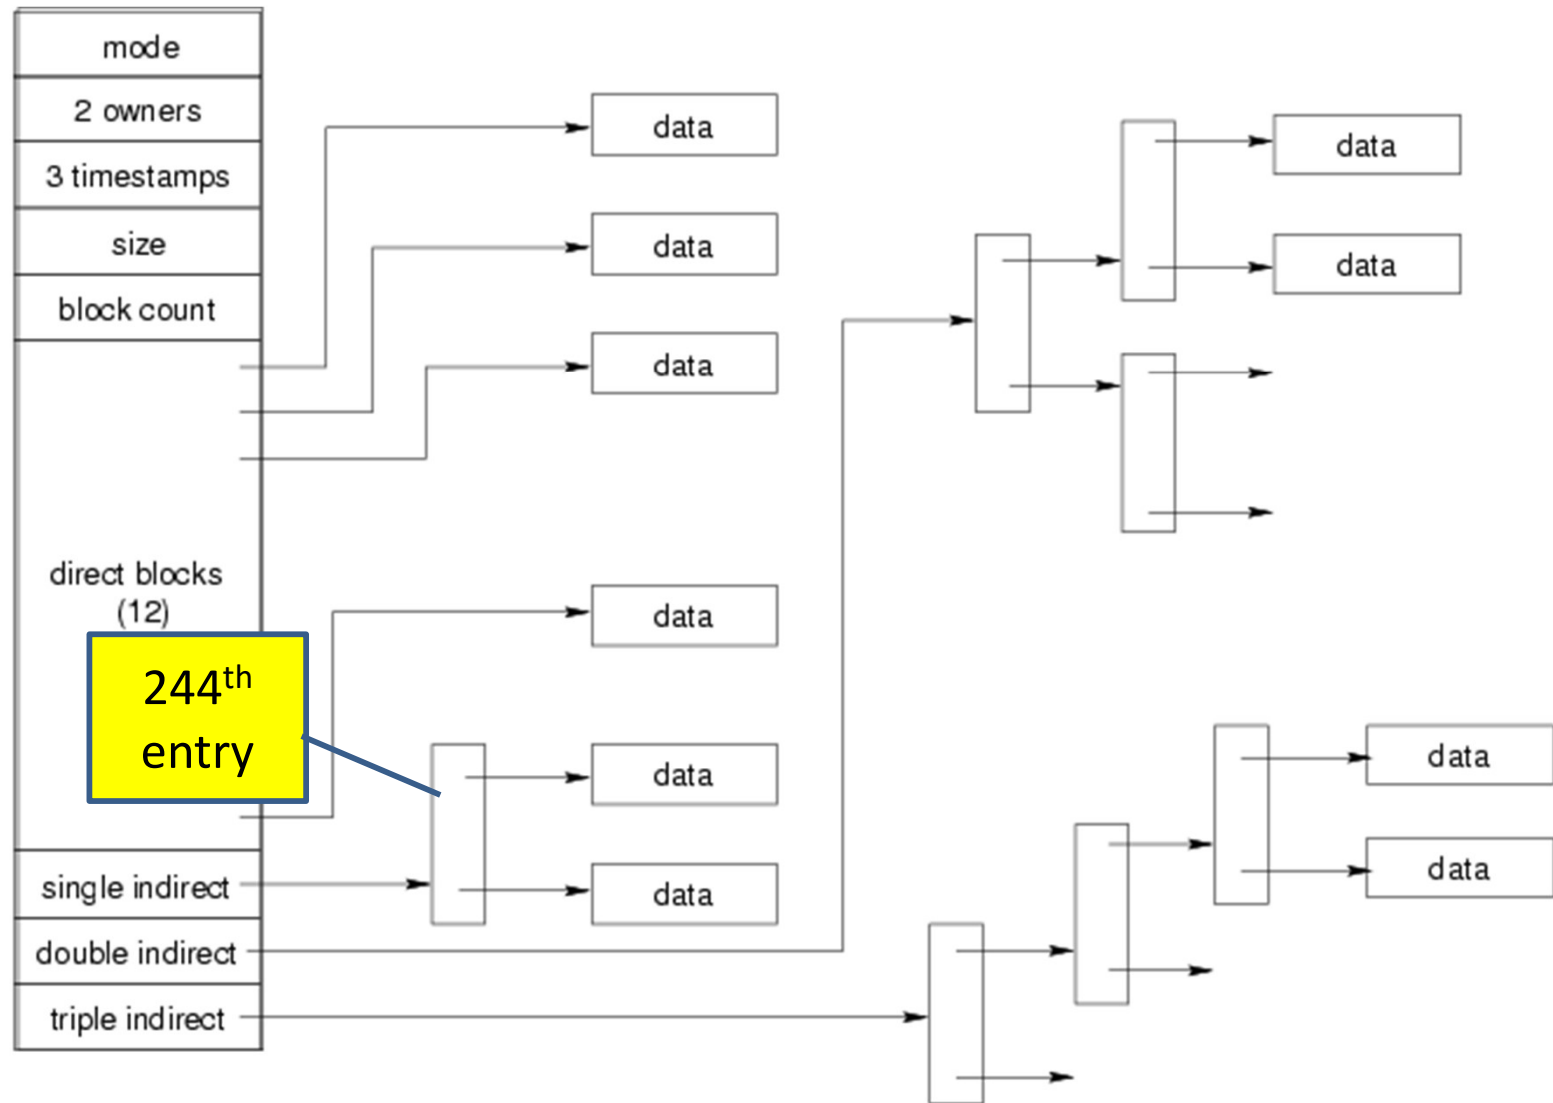 mode
2 owners
3 timestamps
size
block count
direct blocks
(12)
244th
entry
single indirect
double indirect
triple indirect
data
data
data
data
data
data
data
data
data
data